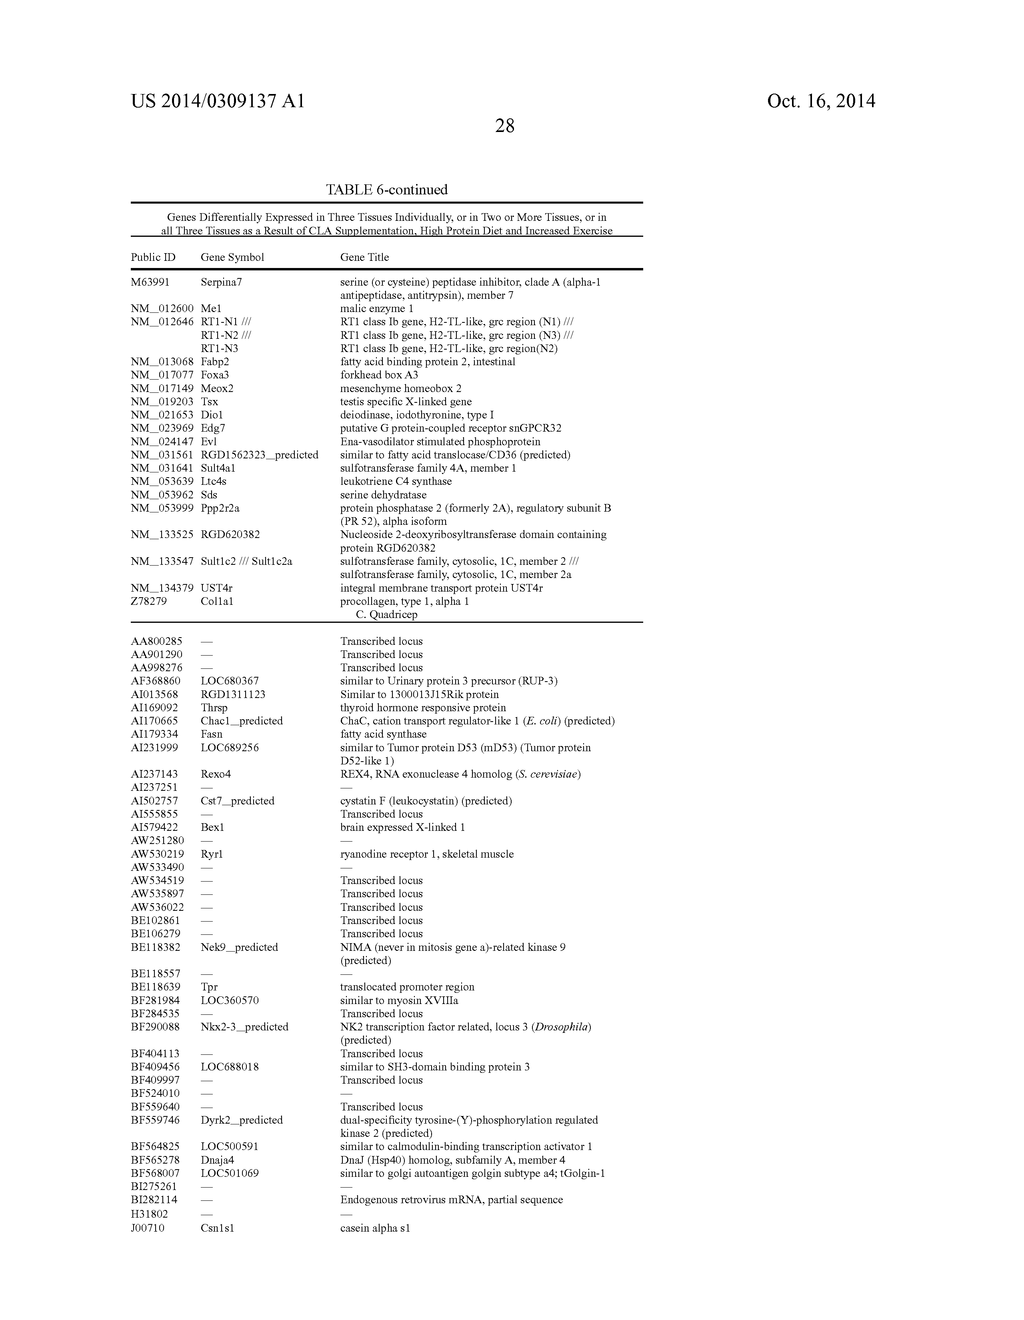 US 2014/0309137 A1 Oct. 16, 2014
28
TABLE 6-continued
Genes Differentially Expressed in Three Tissues Individually, or in Two or More Tissues, or in
all Three Tissues as a Result of CLA Supplementation, High Protein Diet and Increased Exercise
Public ID Gene Symbol Gene Title
M63991 Serpina7 serine (or cysteine) peptidase inhibitor, clade A (alpha-1
antipeptidase, antitrypsin), member 7
NM_012600 Me1 malic enzyme 1
NM_012646 RT1-N1 /// RT1 class Ib gene, H2-TL-like, grc region (N1) ///
RT1-N2 /// RT1 class Ib gene, H2-TL-like, grc region (N3) ///
RT1-N3 RT1 class Ib gene, H2-TL-like, grc region(N2)
NM_013068 Fabp2 fatty acid binding protein 2, intestinal
NM_017077 Foxa3 forkhead box A3
NM_017149 Meox2 mesenchyme homeobox 2
NM_019203 Tsx testis specific X-linked gene
NM_021653 Dio1 deiodinase, iodothyronine, type I
NM_023969 Edg7 putative G protein-coupled receptor snGPCR32
NM_024147 Evl Ena-vasodilator stimulated phosphoprotein
NM_031561 RGD1562323_predicted similar to fatty acid translocase/CD36 (predicted)
NM_031641 Sult4a1 sulfotransferase family 4A, member 1
NM_053639 Ltc4s leukotriene C4 synthase
NM_053962 Sds serine dehydratase
NM_053999 Ppp2r2a protein phosphatase 2 (formerly 2A), regulatory subunit B
(PR 52), alpha isoform
NM_133525 RGD620382 Nucleoside 2-deoxyribosyltransferase domain containing
protein RGD620382
NM_133547 Sult1c2 /// Sult1c2a sulfotransferase family, cytosolic, 1C, member 2 ///
sulfotransferase family, cytosolic, 1C, member 2a
NM_134379 UST4r integral membrane transport protein UST4r
Z78279 Col1a1 procollagen, type 1, alpha 1
C. Quadricep
AA800285 — Transcribed locus
AA901290 — Transcribed locus
AA998276 — Transcribed locus
AF368860 LOC680367 similar to Urinary protein 3 precursor (RUP-3)
AI013568 RGD1311123 Similar to 1300013J15Rik protein
AI169092 Thrsp thyroid hormone responsive protein
AI170665 Chac1_predicted ChaC, cation transport regulator-like 1 (E. coli) (predicted)
AI179334 Fasn fatty acid synthase
AI231999 LOC689256 similar to Tumor protein D53 (mD53) (Tumor protein
D52-like 1)
AI237143 Rexo4 REX4, RNA exonuclease 4 homolog (S. cerevisiae)
AI237251 — —
AI502757 Cst7_predicted cystatin F (leukocystatin) (predicted)
AI555855 — Transcribed locus
AI579422 Bex1 brain expressed X-linked 1
AW251280 — —
AW530219 Ryr1 ryanodine receptor 1, skeletal muscle
AW533490 — —
AW534519 — Transcribed locus
AW535897 — Transcribed locus
AW536022 — Transcribed locus
BE102861 — Transcribed locus
BE106279 — Transcribed locus
BE118382 Nek9_predicted NIMA (never in mitosis gene a)-related kinase 9
(predicted)
BE118557 — —
BE118639 Tpr translocated promoter region
BF281984 LOC360570 similar to myosin XVIIIa
BF284535 — Transcribed locus
BF290088 Nkx2-3_predicted NK2 transcription factor related, locus 3 (Drosophila)
(predicted)
BF404113 — Transcribed locus
BF409456 LOC688018 similar to SH3-domain binding protein 3
BF409997 — Transcribed locus
BF524010 — —
BF559640 — Transcribed locus
BF559746 Dyrk2_predicted dual-specificity tyrosine-(Y)-phosphorylation regulated
kinase 2 (predicted)
BF564825 LOC500591 similar to calmodulin-binding transcription activator 1
BF565278 Dnaja4 DnaJ (Hsp40) homolog, subfamily A, member 4
BF568007 LOC501069 similar to golgi autoantigen golgin subtype a4; tGolgin-1
BI275261 — —
BI282114 — Endogenous retrovirus mRNA, partial sequence
H31802 — —
J00710 Csn1s1 casein alpha s1